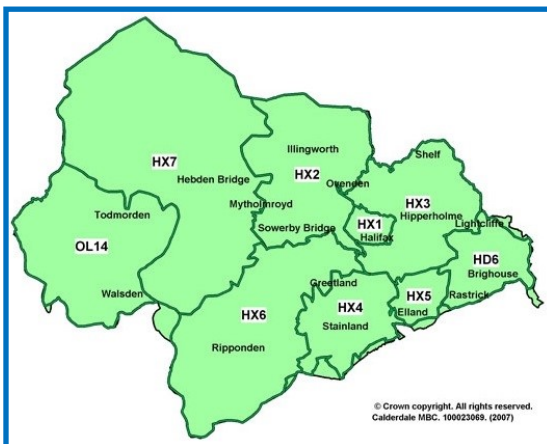 Shelf
Illingworth
HX7
HX2
Hebden Bridge
Ovenden
HX3
Mytholmroyd
Todmorden
HX1
Hipperholme
Lightcliffe
Sowerby Bridge
Halifax
OL14
HD6
Brighouse
Greetland
Walsden
HX4
HX5
Rastrick
HX6
Elland
Stainland
Ripponden
© Crown copyright. All rights reserved.
Calderdale MBC. 100023069. (2007)